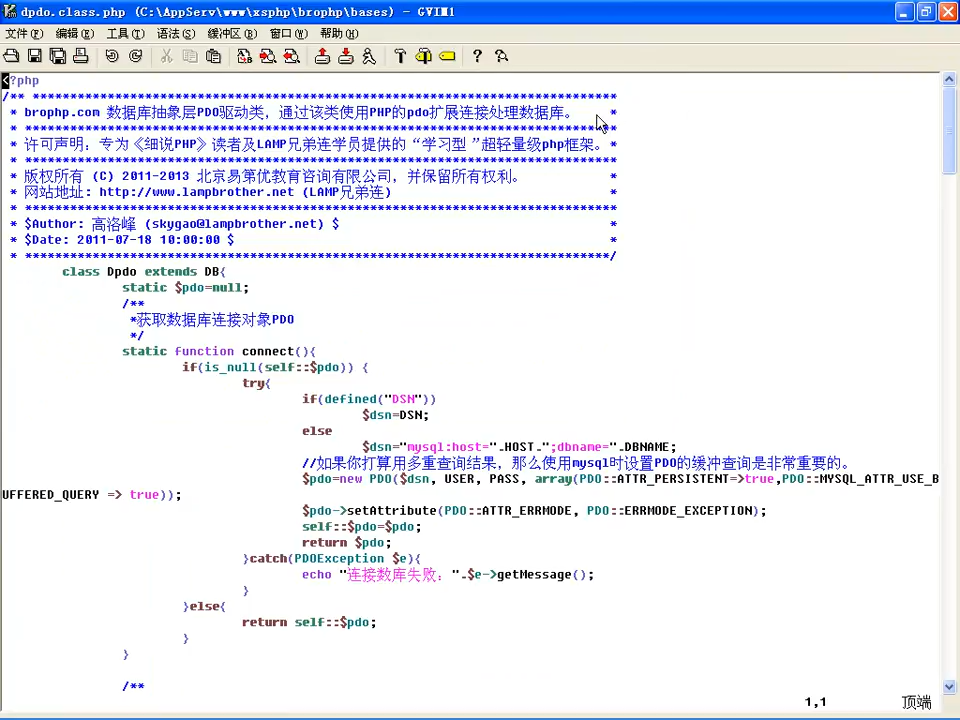 dpdo.class.php (C:\AppServ\www\xsphp\brophp\bases) - GVIM1
文件(F) 编辑(E) 工具(T) 语法(S) 缓冲区(B) 窗口(W) 帮助(H)
<?php
/** ******************************************************************************
 * brophp.com 数据库抽象层PDO驱动类，通过该类使用PHP的pdo扩展连接处理数据库。 *
 * *******************************************************************************
 * 许可声明：专为《细说PHP》读者及LAMP兄弟连学员提供的“学习型”超轻量级php框架。*
 * *******************************************************************************
 * 版权所有 (C) 2011-2013 北京易第优教育咨询有限公司，并保留所有权利。 *
 * 网站地址: http://www.lampbrother.net (LAMP兄弟连) *
 * *******************************************************************************
 * $Author: 高洛峰 (skygao@lampbrother.net) $ *
 * $Date: 2011-07-18 10:00:00 $ *
 * ******************************************************************************/
class Dpdo extends DB{
static $pdo=null;
/**
 *获取数据库连接对象PDO
 */
static function connect(){
if(is_null(self::$pdo)) {
try{
if(defined("DSN"))
$dsn=DSN;
else
$dsn="mysql:host=".HOST.";dbname=".DBNAME;
//如果你打算用多重查询结果，那么使用mysql时设置PDO的缓冲查询是非常重要的。
$pdo=new PDO($dsn, USER, PASS, array(PDO::ATTR_PERSISTENT=>true,PDO::MYSQL_ATTR_USE_B
UFFERED_QUERY => true));
$pdo->setAttribute(PDO::ATTR_ERRMODE, PDO::ERRMODE_EXCEPTION);
self::$pdo=$pdo;
return $pdo;
}catch(PDOException $e){
echo "连接数库失败：".$e->getMessage();
}
}else{
return self::$pdo;
}
}
/**
1,1 顶端